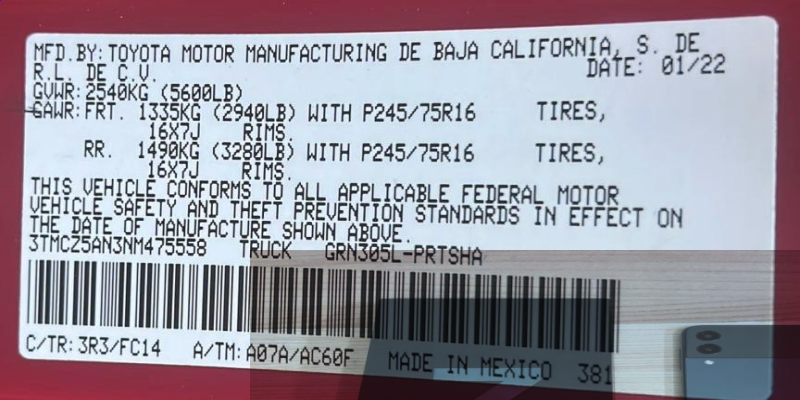 MFD.BY:TOYOTA MOTOR MANUFACTURING DE BAJA CALIFORNIA, S. DE
R.L. DE C.V. DATE: 01/22
GVWR:2540KG (5600LB)
GAWR:FRT. 1335KG (2940LB) WITH P245/75R16 TIRES,
16X7J RIMS.
RR. 1490KG (3280LB) WITH P245/75R16 TIRES,
16X7J RIMS.
THIS VEHICLE CONFORMS TO ALL APPLICABLE FEDERAL MOTOR
VEHICLE SAFETY AND THEFT PREVENTION STANDARDS IN EFFECT ON
THE DATE OF MANUFACTURE SHOWN ABOVE.
3TMCZ5AN3NM475558 TRUCK GRN305L-PRTSHA
C/TR:3R3/FC14 A/TM:A07A/AC60F MADE IN MEXICO 381